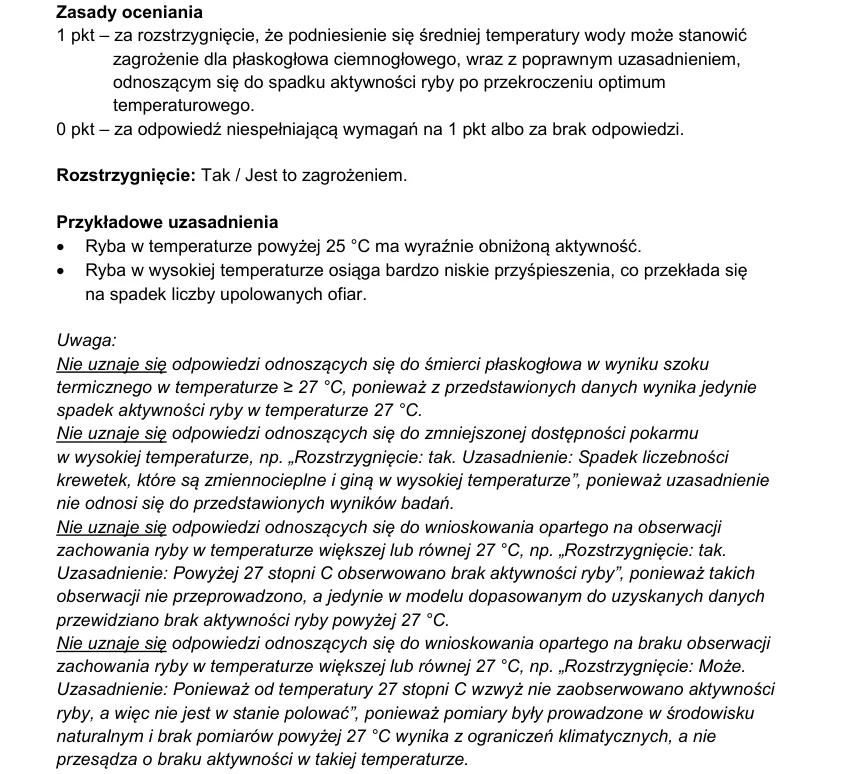 Zasady oceniania
1 pkt – za rozstrzygnięcie, że podniesienie się średniej temperatury wody może stanowić
zagrożenie dla płaskogłowa ciemnogłowego, wraz z poprawnym uzasadnieniem,
odnoszącym się do spadku aktywności ryby po przekroczeniu optimum
temperaturowego.
0 pkt – za odpowiedź niespełniającą wymagań na 1 pkt albo za brak odpowiedzi.
Rozstrzygnięcie: Tak / Jest to zagrożeniem.
Przykładowe uzasadnienia
• Ryba w temperaturze powyżej 25 °C ma wyraźnie obniżoną aktywność.
• Ryba w wysokiej temperaturze osiąga bardzo niskie przyśpieszenia, co przekłada się
na spadek liczby upolowanych ofiar.
Uwaga:
Nie uznaje się odpowiedzi odnoszących się do śmierci płaskogłowa w wyniku szoku
termicznego w temperaturze ≥ 27 °C, ponieważ z przedstawionych danych wynika jedynie
spadek aktywności ryby w temperaturze 27 °C.
Nie uznaje się odpowiedzi odnoszących się do zmniejszonej dostępności pokarmu
w wysokiej temperaturze, np. „Rozstrzygnięcie: tak. Uzasadnienie: Spadek liczebności
krewetek, które są zmiennocieplne i giną w wysokiej temperaturze”, ponieważ uzasadnienie
nie odnosi się do przedstawionych wyników badań.
Nie uznaje się odpowiedzi odnoszących się do wnioskowania opartego na obserwacji
zachowania ryby w temperaturze większej lub równej 27 °C, np. „Rozstrzygnięcie: tak.
Uzasadnienie: Powyżej 27 stopni C obserwowano brak aktywności ryby”, ponieważ takich
obserwacji nie przeprowadzono, a jedynie w modelu dopasowanym do uzyskanych danych
przewidziano brak aktywności ryby powyżej 27 °C.
Nie uznaje się odpowiedzi odnoszących się do wnioskowania opartego na braku obserwacji
zachowania ryby w temperaturze większej lub równej 27 °C, np. „Rozstrzygnięcie: Może.
Uzasadnienie: Ponieważ od temperatury 27 stopni C wzwyż nie zaobserwowano aktywności
ryby, a więc nie jest w stanie polować”, ponieważ pomiary były prowadzone w środowisku
naturalnym i brak pomiarów powyżej 27 °C wynika z ograniczeń klimatycznych, a nie
przesądza o braku aktywności w takiej temperaturze.